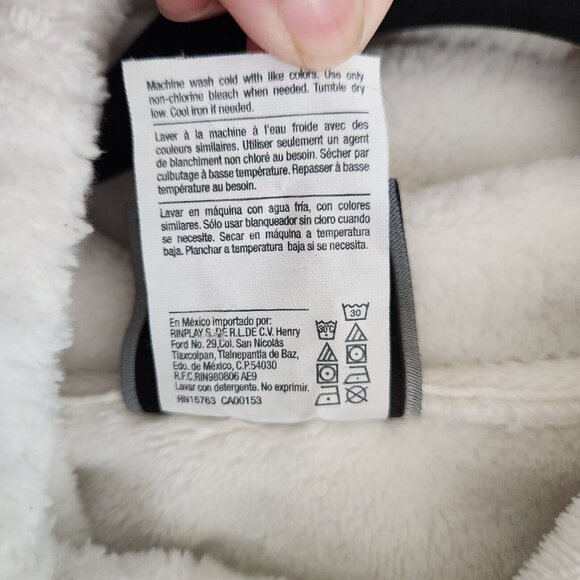 Machine wash cold with like colors. Use only
non-chlorine bleach when needed. Tumble dry
low. Cool iron if needed.
Laver à la machine à l'eau froide avec des
couleurs similaires. Utiliser seulement un agent
de blanchiment non chloré au besoin. Sécher par
culbutage à basse température. Repasser à basse
température au besoin.
Lavar en máquina con agua fría, con colores
similares. Sólo usar blanqueador sin cloro cuando
se necesite. Secar en máquina a temperatura
baja. Planchar a temperatura baja si se necesita.
En México importado por:
RINPLAY S. DE R.L.DE C.V. Henry
Ford No. 29,Col. San Nicolás
Tlaxcolpan, Tlalnepantla de Baz,
Edo. de México, C.P.54030
R.F.C.RIN980806 AE9
Lavar con detergente. No exprimir.
RN15763 CA00153
30
30°C